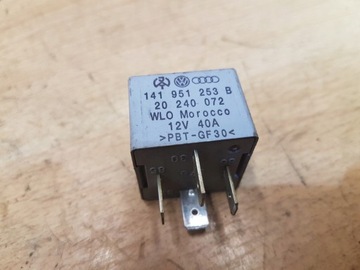 141 951 253 B
20 240 072
WLO Morocco
12V 40A
>PBT-GF30<